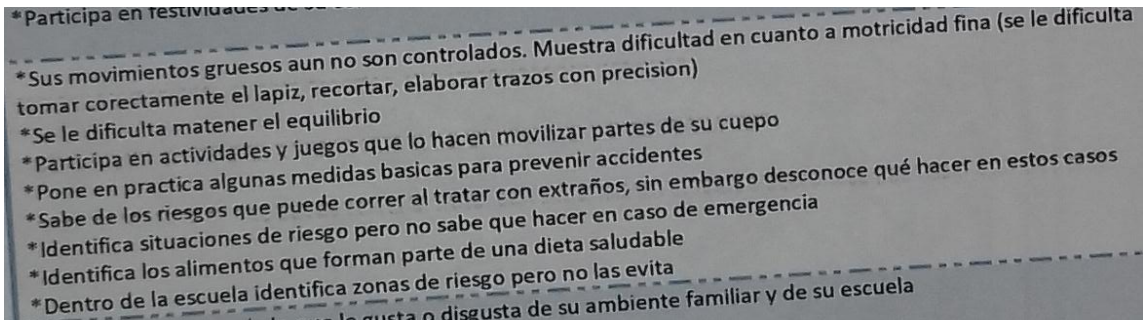 *Participa en festividades de su
*Sus movimientos gruesos aun no son controlados. Muestra dificultad en cuanto a motricidad fina (se le dificulta
tomar corectamente el lapiz, recortar, elaborar trazos con precision)
*Se le dificulta matener el equilibrio
*Participa en actividades y juegos que lo hacen movilizar partes de su cuepo
*Pone en practica algunas medidas basicas para prevenir accidentes
*Sabe de los riesgos que puede correr al tratar con extraños, sin embargo desconoce qué hacer en estos casos
*Identifica situaciones de riesgo pero no sabe que hacer en caso de emergencia
*Identifica los alimentos que forman parte de una dieta saludable
*Dentro de la escuela identifica zonas de riesgo pero no las evita
gusta o disgusta de su ambiente familiar y de su escuela